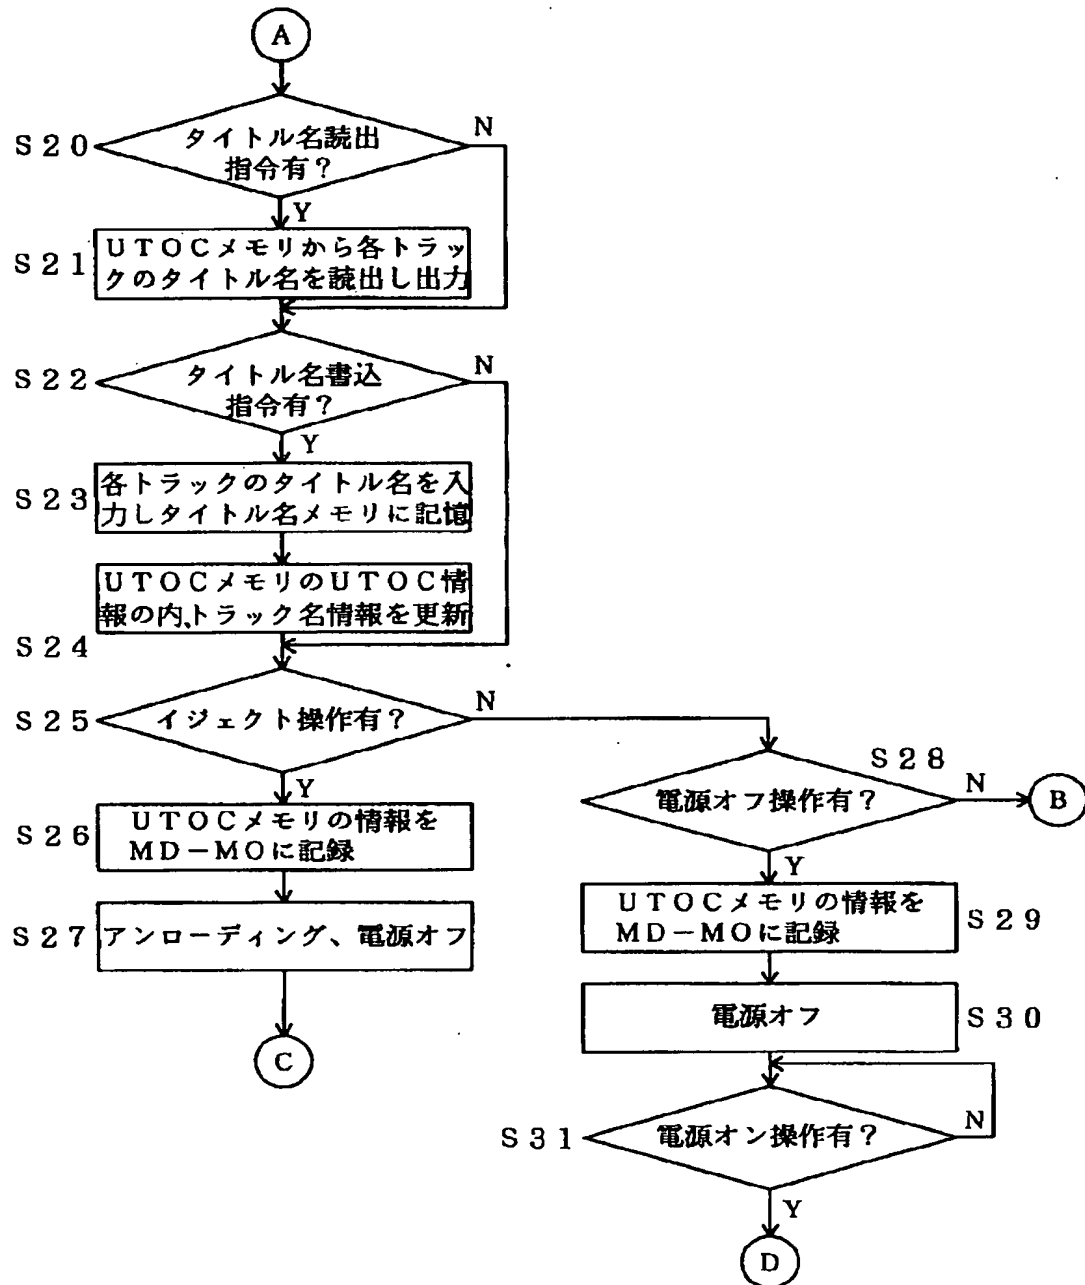 A
S20
タイトル名読出
指令有?
N
Y
S21
UTOCメモリから各トラッ
クのタイトル名を読出し出力
S22
タイトル名書込
指令有?
N
Y
S23
各トラックのタイトル名を入
力しタイトル名メモリに記憶
UTOCメモリのUTOC情
報の内、トラック名情報を更新
S24
S25
イジェクト操作有?
N
Y
S26
UTOCメモリの情報を
MD-MOに記録
S27
アンローディング、電源オフ
C
S28
電源オフ操作有?
N
B
Y
UTOCメモリの情報を
MD-MOに記録
S29
電源オフ
S30
S31
電源オン操作有?
N
Y
D